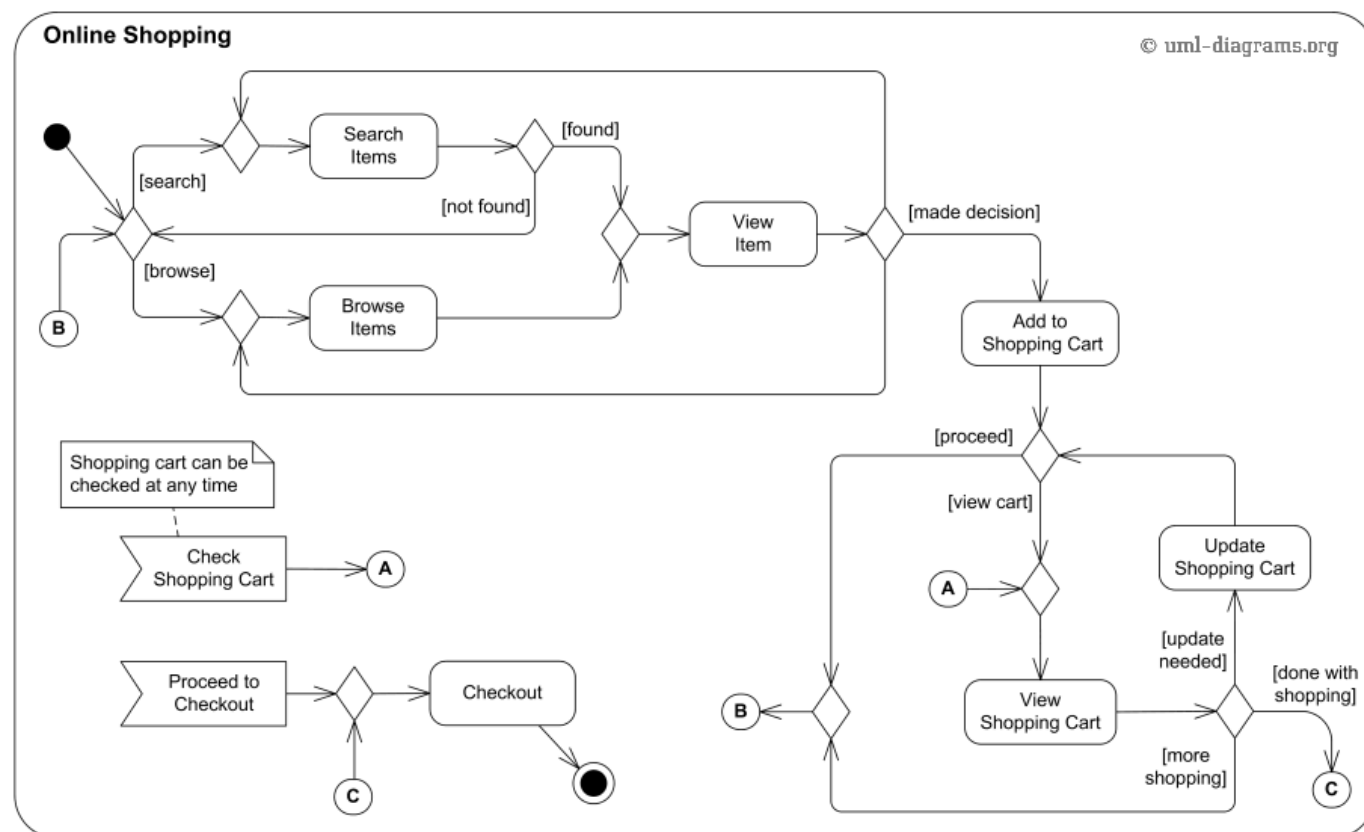 Online Shopping
© uml-diagrams.org
Search
Items
[found]
[search]
[not found]
[made decision]
View
Item
[browse]
Browse
Items
B
Add to
Shopping Cart
[proceed]
Shopping cart can be
checked at any time
[view cart]
Check
Shopping Cart
A
Update
Shopping Cart
A
[update
needed]
[done with
shopping]
Proceed to
Checkout
Checkout
B
View
Shopping Cart
[more
shopping]
C
C